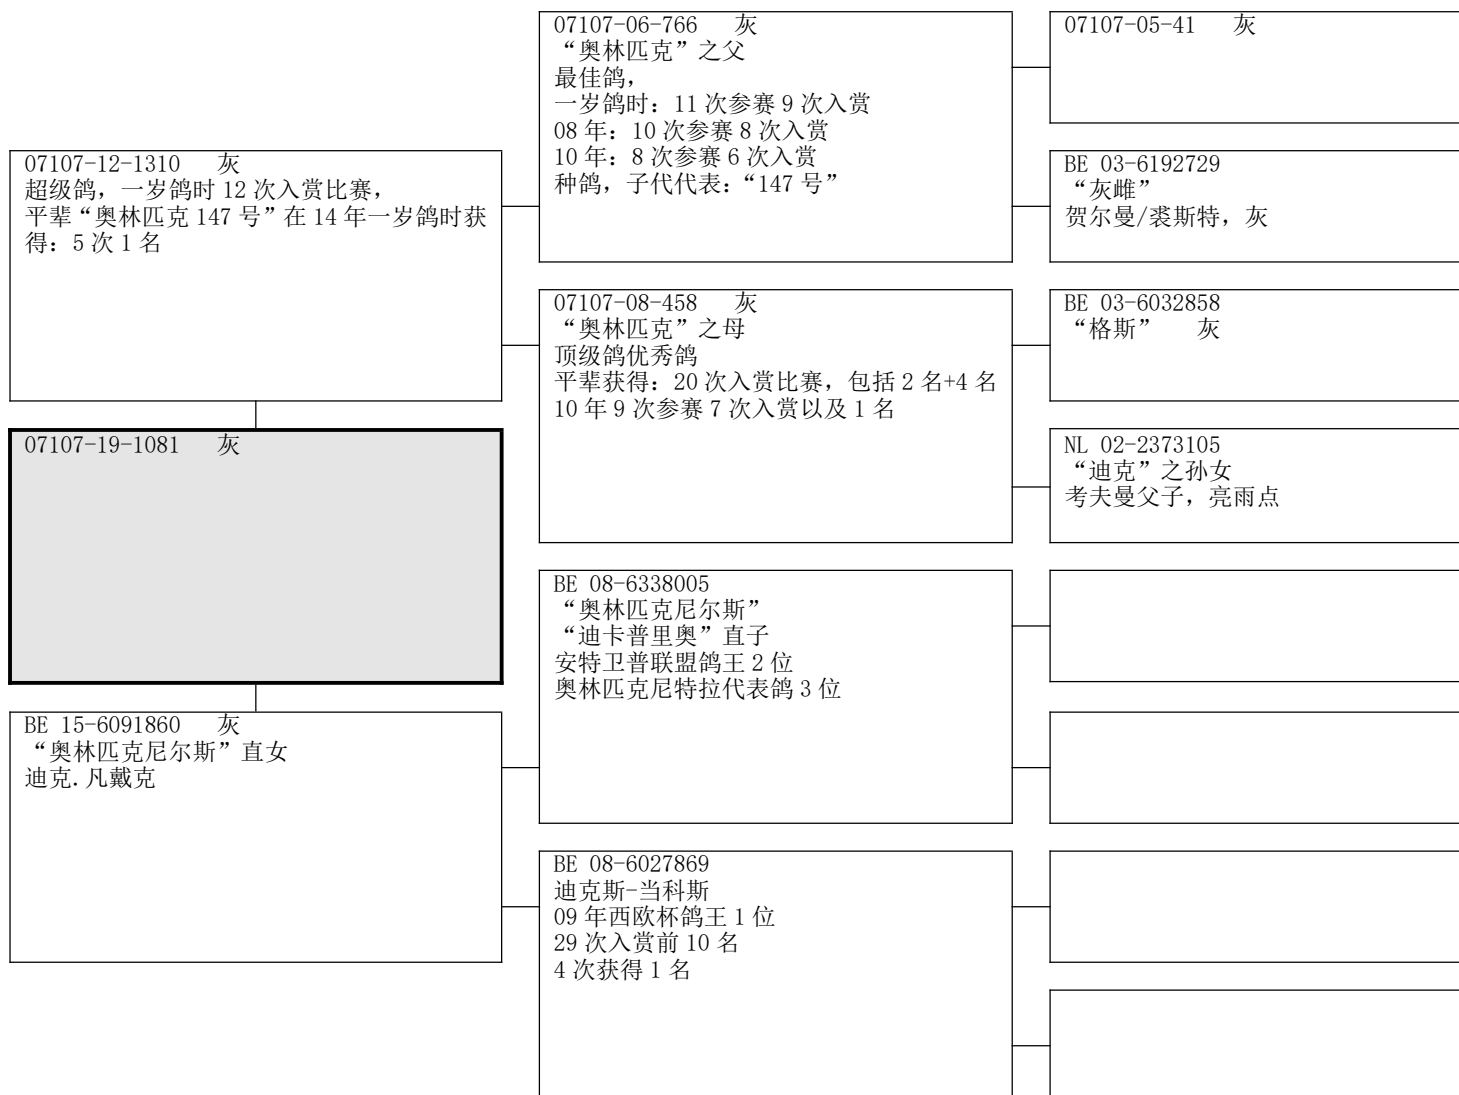 07107-06-766 灰
“奥林匹克”之父
最佳鸽，
一岁鸽时：11 次参赛 9 次入赏
08 年：10 次参赛 8 次入赏
10 年：8 次参赛 6 次入赏
种鸽，子代代表：“147 号”
07107-05-41 灰
07107-12-1310 灰
超级鸽，一岁鸽时 12 次入赏比赛，
平辈“奥林匹克 147 号”在 14 年一岁鸽时获
得：5 次 1 名
BE 03-6192729
“灰雌”
贺尔曼/裘斯特，灰
07107-08-458 灰
“奥林匹克”之母
顶级鸽优秀鸽
平辈获得：20 次入赏比赛，包括 2 名+4 名
10 年 9 次参赛 7 次入赏以及 1 名
BE 03-6032858
“格斯” 灰
07107-19-1081 灰
NL 02-2373105
“迪克”之孙女
考夫曼父子，亮雨点
BE 08-6338005
“奥林匹克尼尔斯”
“迪卡普里奥”直子
安特卫普联盟鸽王 2 位
奥林匹克尼特拉代表鸽 3 位
BE 15-6091860 灰
“奥林匹克尼尔斯”直女
迪克.凡戴克
BE 08-6027869
迪克斯-当科斯
09 年西欧杯鸽王 1 位
29 次入赏前 10 名
4 次获得 1 名